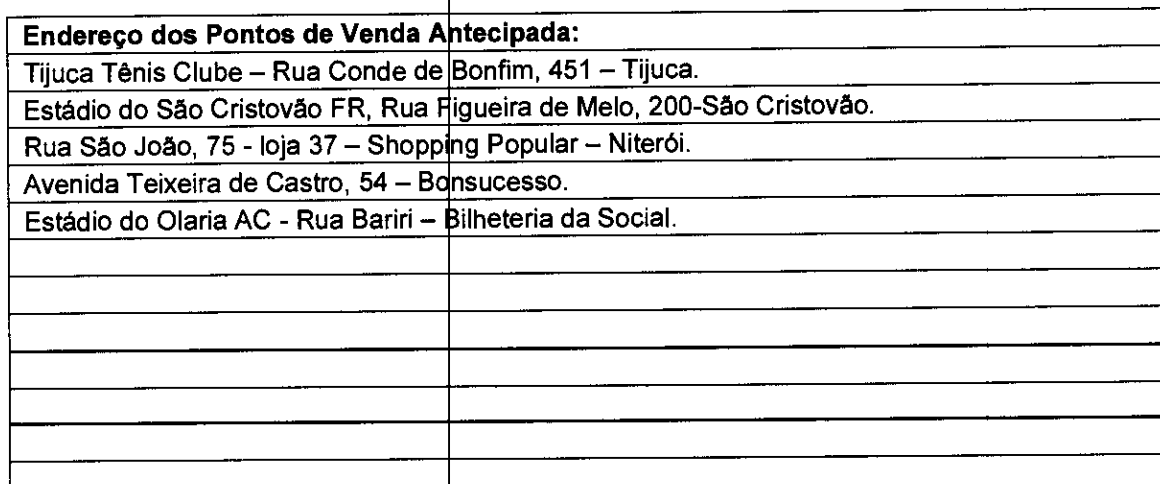 Endereço dos Pontos de Venda Antecipada:
Tijuca Tênis Clube – Rua Conde de Bonfim, 451 – Tijuca.
Estádio do São Cristovão FR, Rua Figueira de Melo, 200-São Cristovão.
Rua São João, 75 - loja 37 – Shopping Popular – Niterói.
Avenida Teixeira de Castro, 54 – Bonsucesso.
Estádio do Olaria AC - Rua Bariri – Bilheteria da Social.